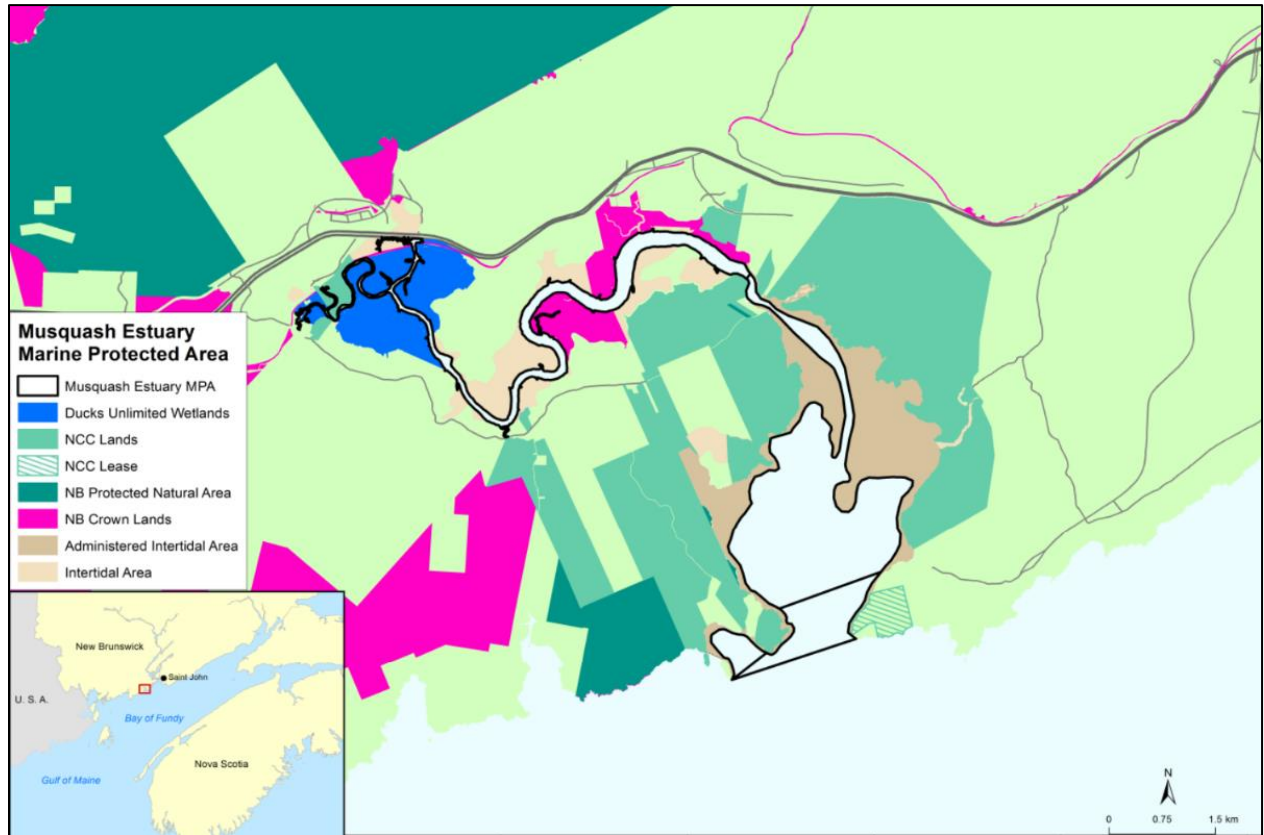 Musquash Estuary
Marine Protected Area
Musquash Estuary MPA
Ducks Unlimited Wetlands
NCC Lands
NCC Lease
NB Protected Natural Area
NB Crown Lands
Administered Intertidal Area
Intertidal Area
New Brunswick
Saint John
U. S. A.
Bay of Fundy
Nova Scotia
Gulf of Maine
N
0 0.75 1.5 km